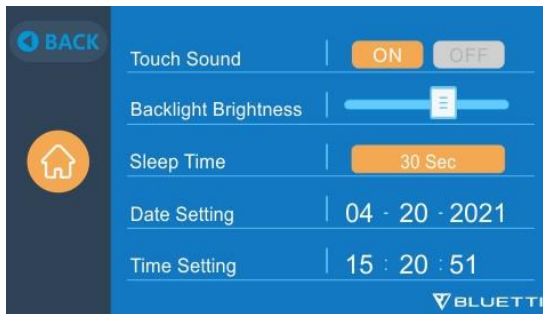 BACK
Touch Sound ON OFF
Backlight Brightness
Sleep Time 30 Sec
Date Setting 04 - 20 - 2021
Time Setting 15 : 20 : 51
BLUETTI